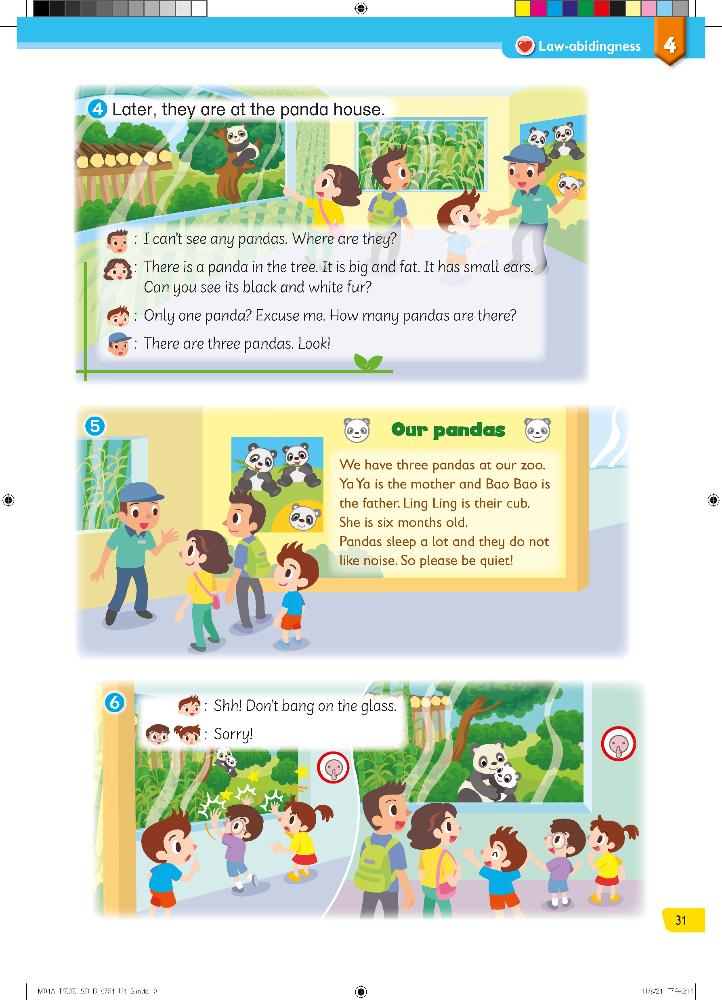 Law-abidingness
4
4 Later, they are at the panda house.
: I can't see any pandas. Where are they?
: There is a panda in the tree. It is big and fat. It has small ears.
Can you see its black and white fur?
: Only one panda? Excuse me. How many pandas are there?
: There are three pandas. Look!
5
Our pandas
We have three pandas at our zoo.
Ya Ya is the mother and Bao Bao is
the father. Ling Ling is their cub.
She is six months old.
Pandas sleep a lot and they do not
like noise. So please be quiet!
6
: Shh! Don't bang on the glass.
: Sorry!
31
M04A_PE3E_SB1B_0754_U4_5.indd 31
11/8/24 下午6:14